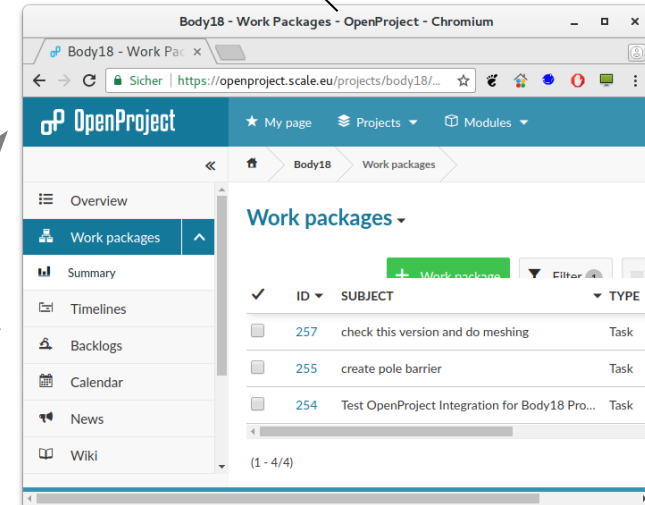 Body18 - Work Packages - OpenProject - Chromium
Body18 - Work Pac
Sicher | https://openproject.scale.eu/projects/body18/...
OpenProject
My page Projects Modules
Body18 Work packages
Overview
Work packages
Work packages
Summary
Work package Filter 1
ID SUBJECT TYPE
Timelines
257 check this version and do meshing Task
Backlogs
255 create pole barrier Task
Calendar
254 Test OpenProject Integration for Body18 Pro... Task
News
Wiki
(1 - 4/4)